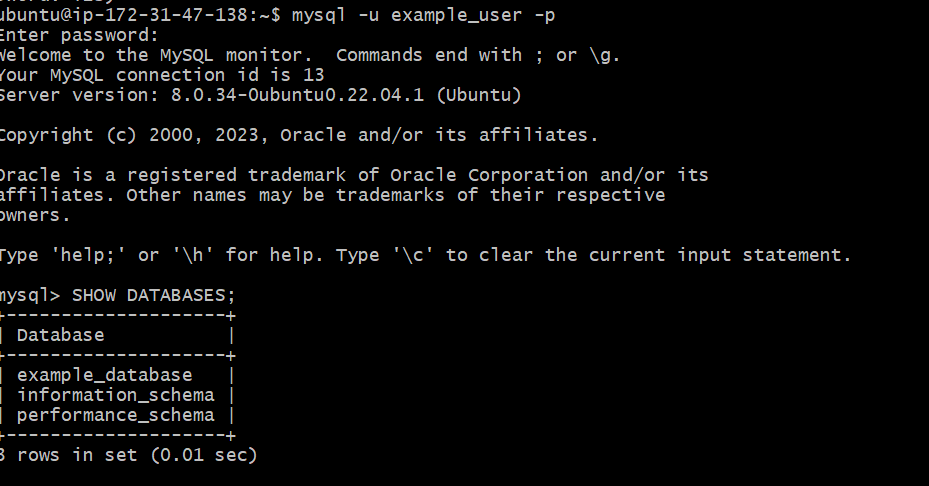 ubuntu@ip-172-31-47-138:~$ mysql -u example_user -p
Enter password:
Welcome to the MySQL monitor.  Commands end with ; or \g.
Your MySQL connection id is 13
Server version: 8.0.34-0ubuntu0.22.04.1 (Ubuntu)

Copyright (c) 2000, 2023, Oracle and/or its affiliates.

Oracle is a registered trademark of Oracle Corporation and/or its
affiliates. Other names may be trademarks of their respective
owners.

Type 'help;' or '\h' for help. Type '\c' to clear the current input statement.

mysql> SHOW DATABASES;
+--------------------+
| Database           |
+--------------------+
| example_database   |
| information_schema |
| performance_schema |
+--------------------+
3 rows in set (0.01 sec)